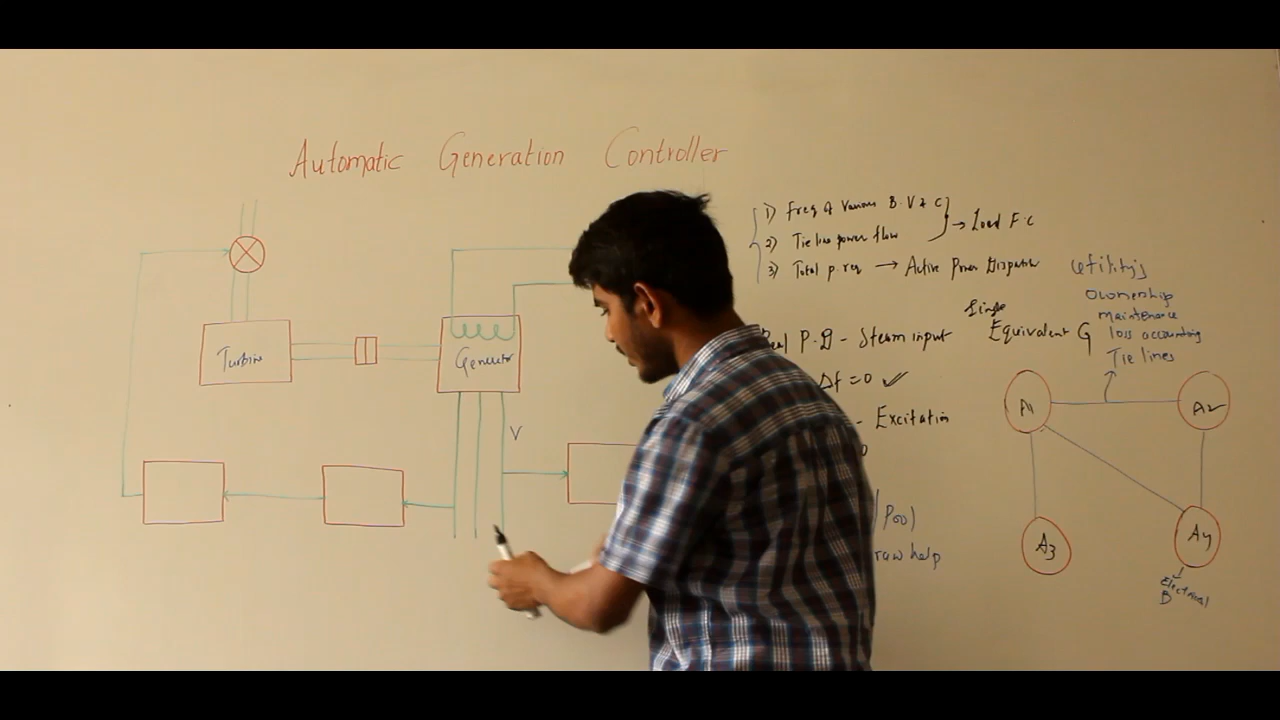 Automatic Generation Controller
1) Freq of Various B.V & C
2) Tie line power flow
→ Load F.C
3) Total p.req → Active Power Dispatch
Utility's
ownership
maintenance
loss accounting
Tie lines
Single
Equivalent G
P.D - Steam input
Δf = 0 ✓
- Excitation
Turbine
Generator
V
A1
A2
A3
A4
Electrical
B
help